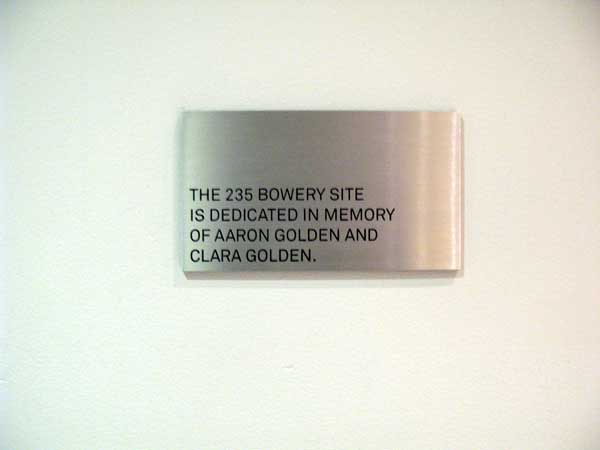 THE 235 BOWERY SITE
IS DEDICATED IN MEMORY
OF AARON GOLDEN AND
CLARA GOLDEN.